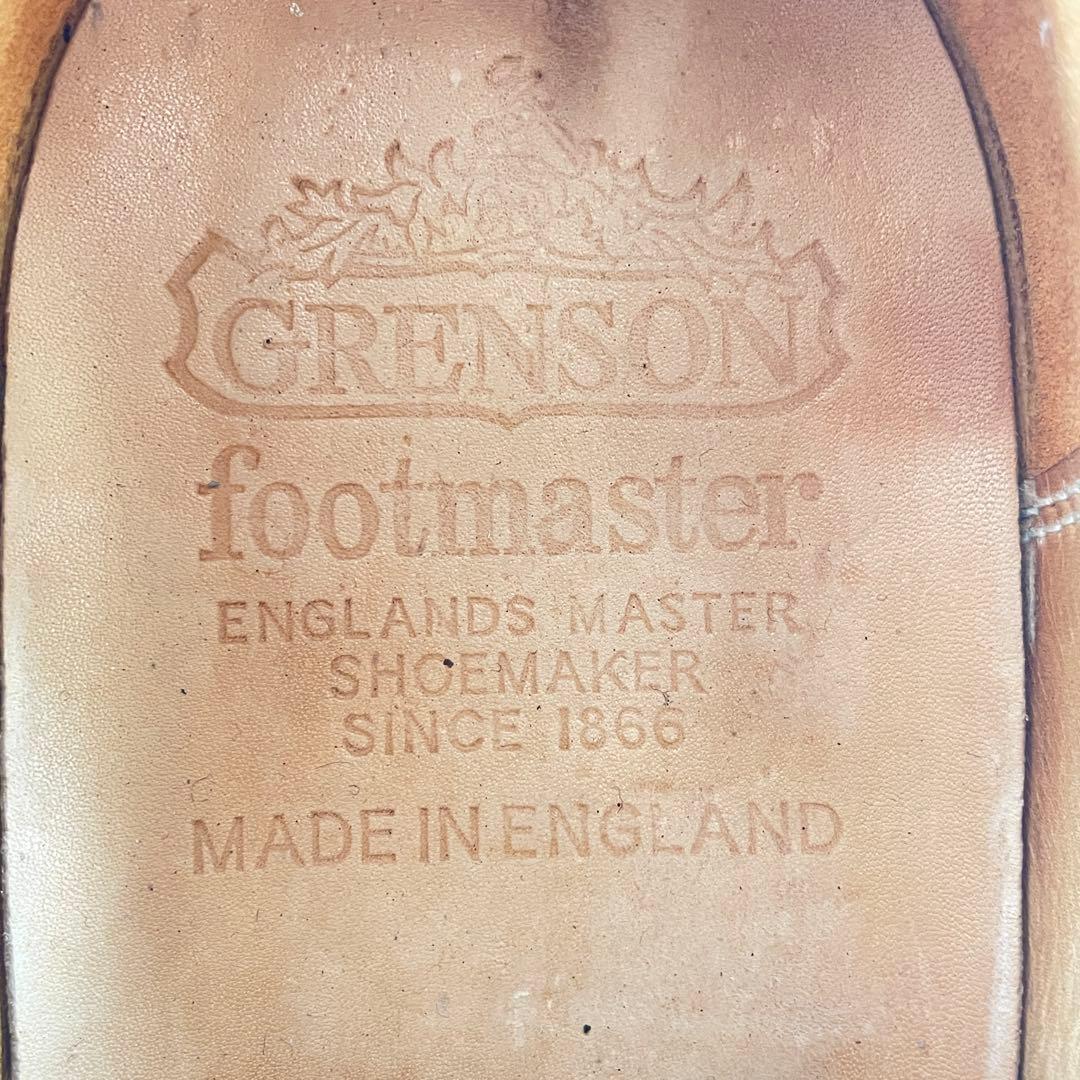 GRENSON
footmaster
ENGLANDS MASTER
SHOEMAKER
SINCE 1866
MADE IN ENGLAND